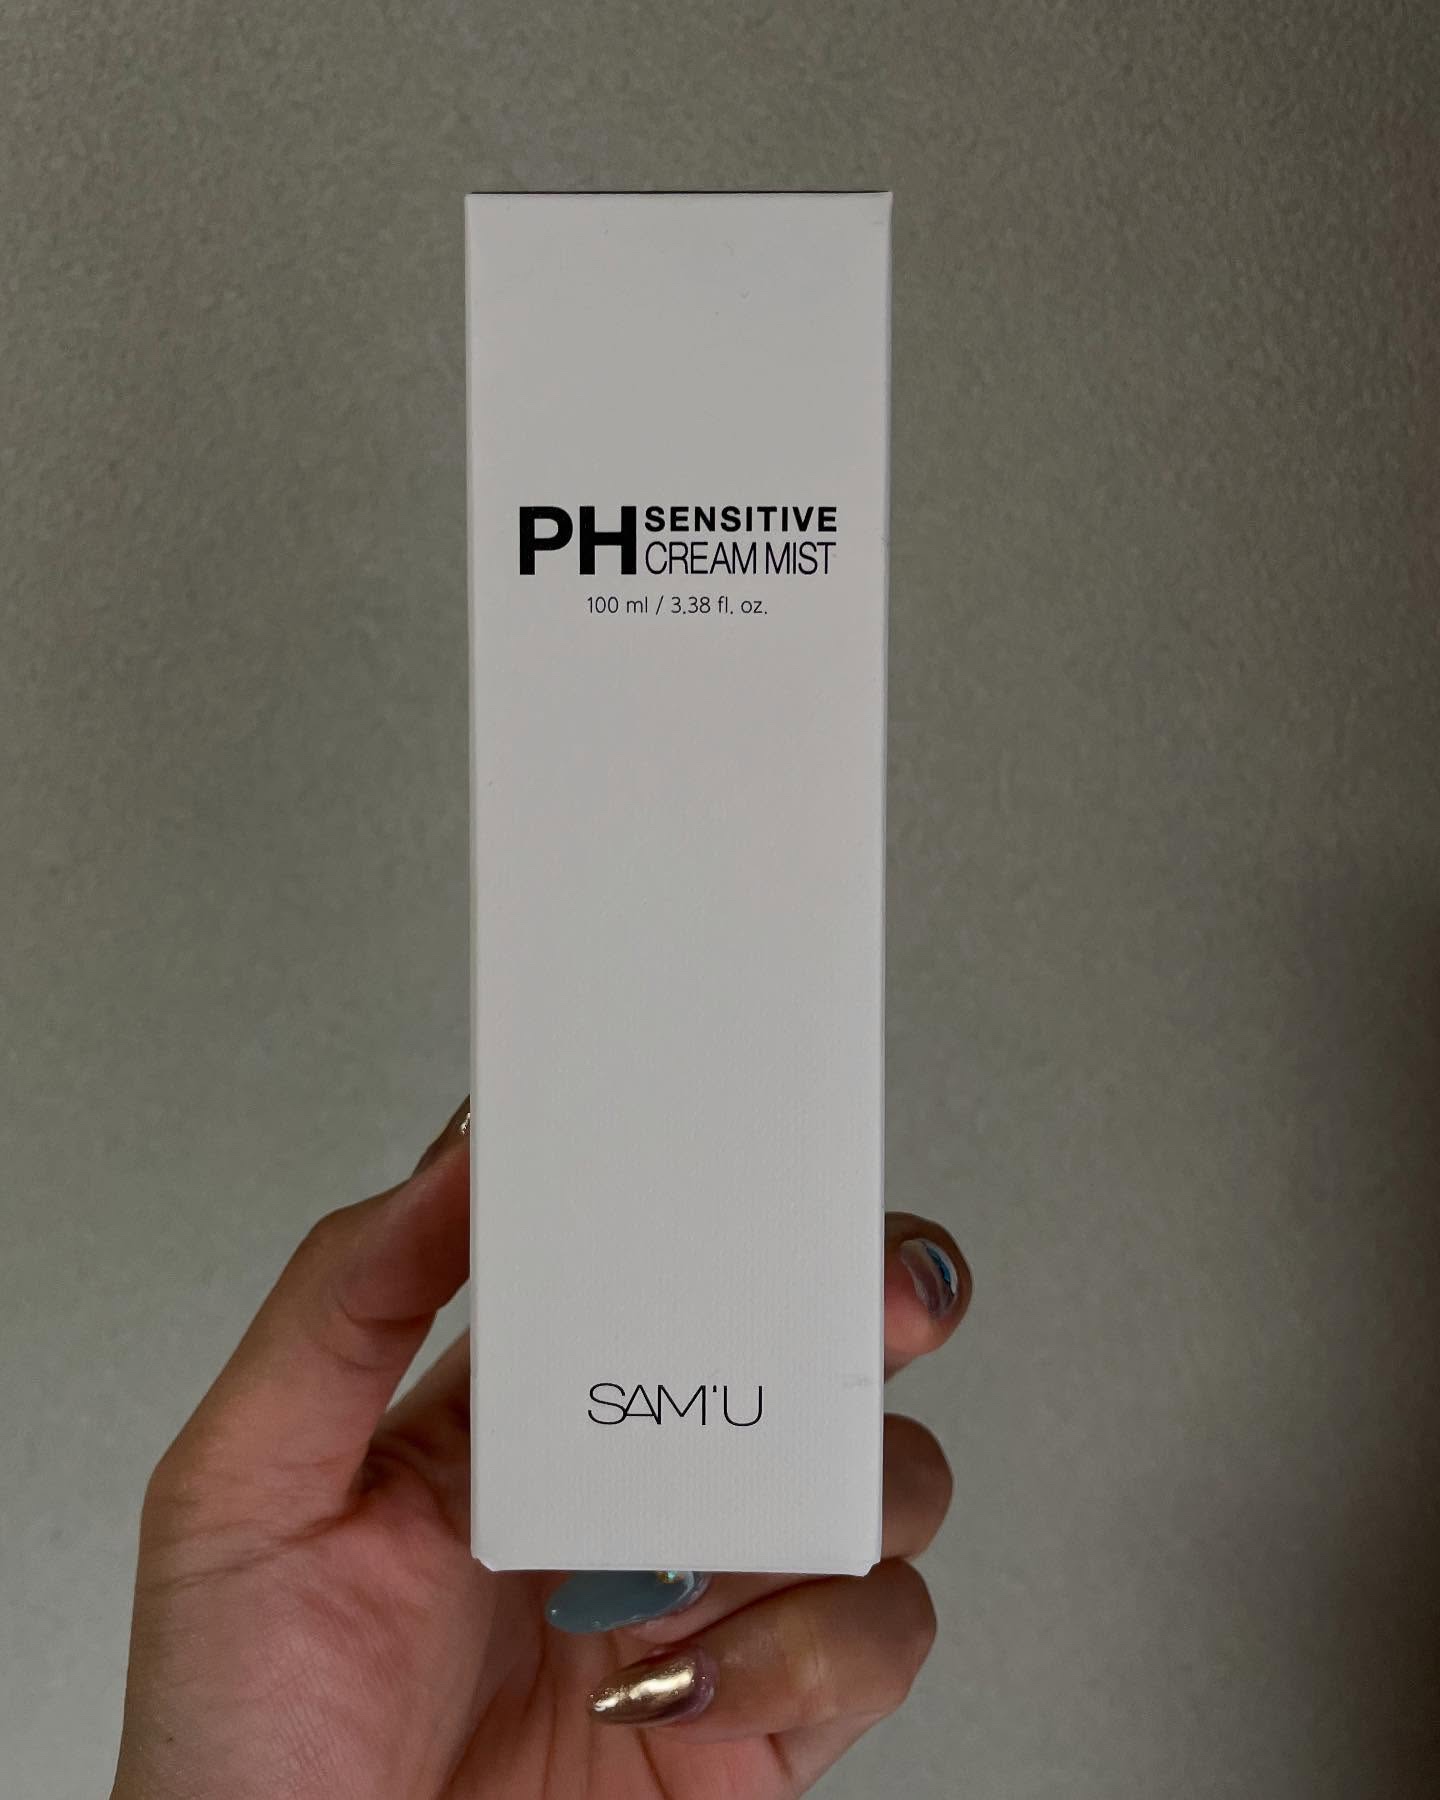 PH SENSITIVE
CREAM MIST
100 ml / 3.38 fl. oz.
SAM'U